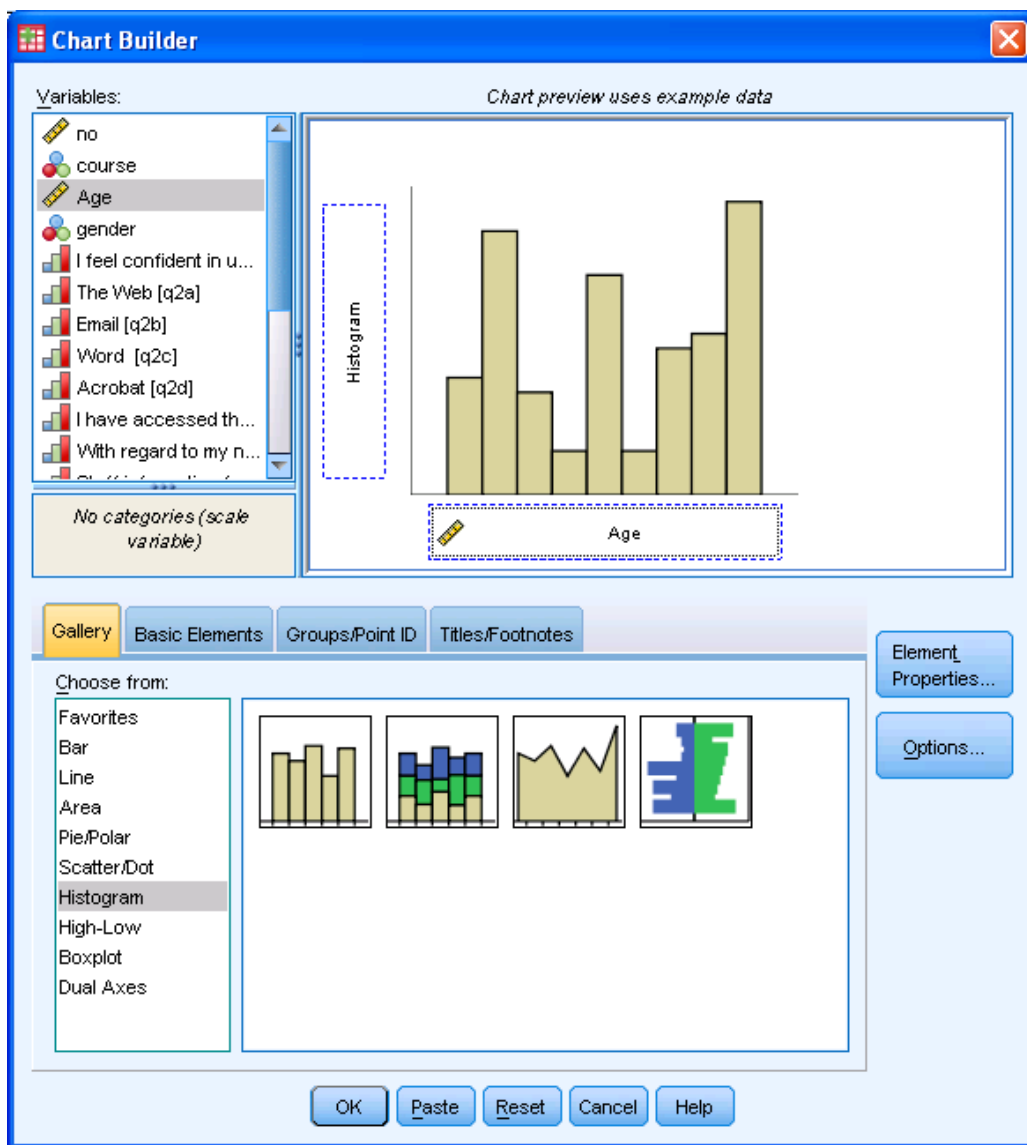 Chart Builder
Variables:
Chart preview uses example data
no
course
Age
gender
I feel confident in u...
The Web [q2a]
Email [q2b]
Word [q2c]
Acrobat [q2d]
I have accessed th...
With regard to my n...
No categories (scale
variable)
Histogram
Age
Gallery
Basic Elements
Groups/Point ID
Titles/Footnotes
Element
Properties...
Options...
Choose from:
Favorites
Bar
Line
Area
Pie/Polar
Scatter/Dot
Histogram
High-Low
Boxplot
Dual Axes
OK
Paste
Reset
Cancel
Help